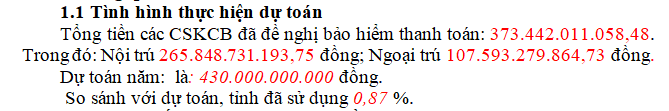 1.1 Tình hình thực hiện dự toán
Tổng tiền các CSKCB đã đề nghị bảo hiểm thanh toán: 373.442.011.058,48.
Trong đó: Nội trú 265.848.731.193,75 đồng; Ngoại trú 107.593.279.864,73 đồng.
Dự toán năm: là: 430.000.000.000 đồng.
So sánh với dự toán, tỉnh đã sử dụng 0,87 %.